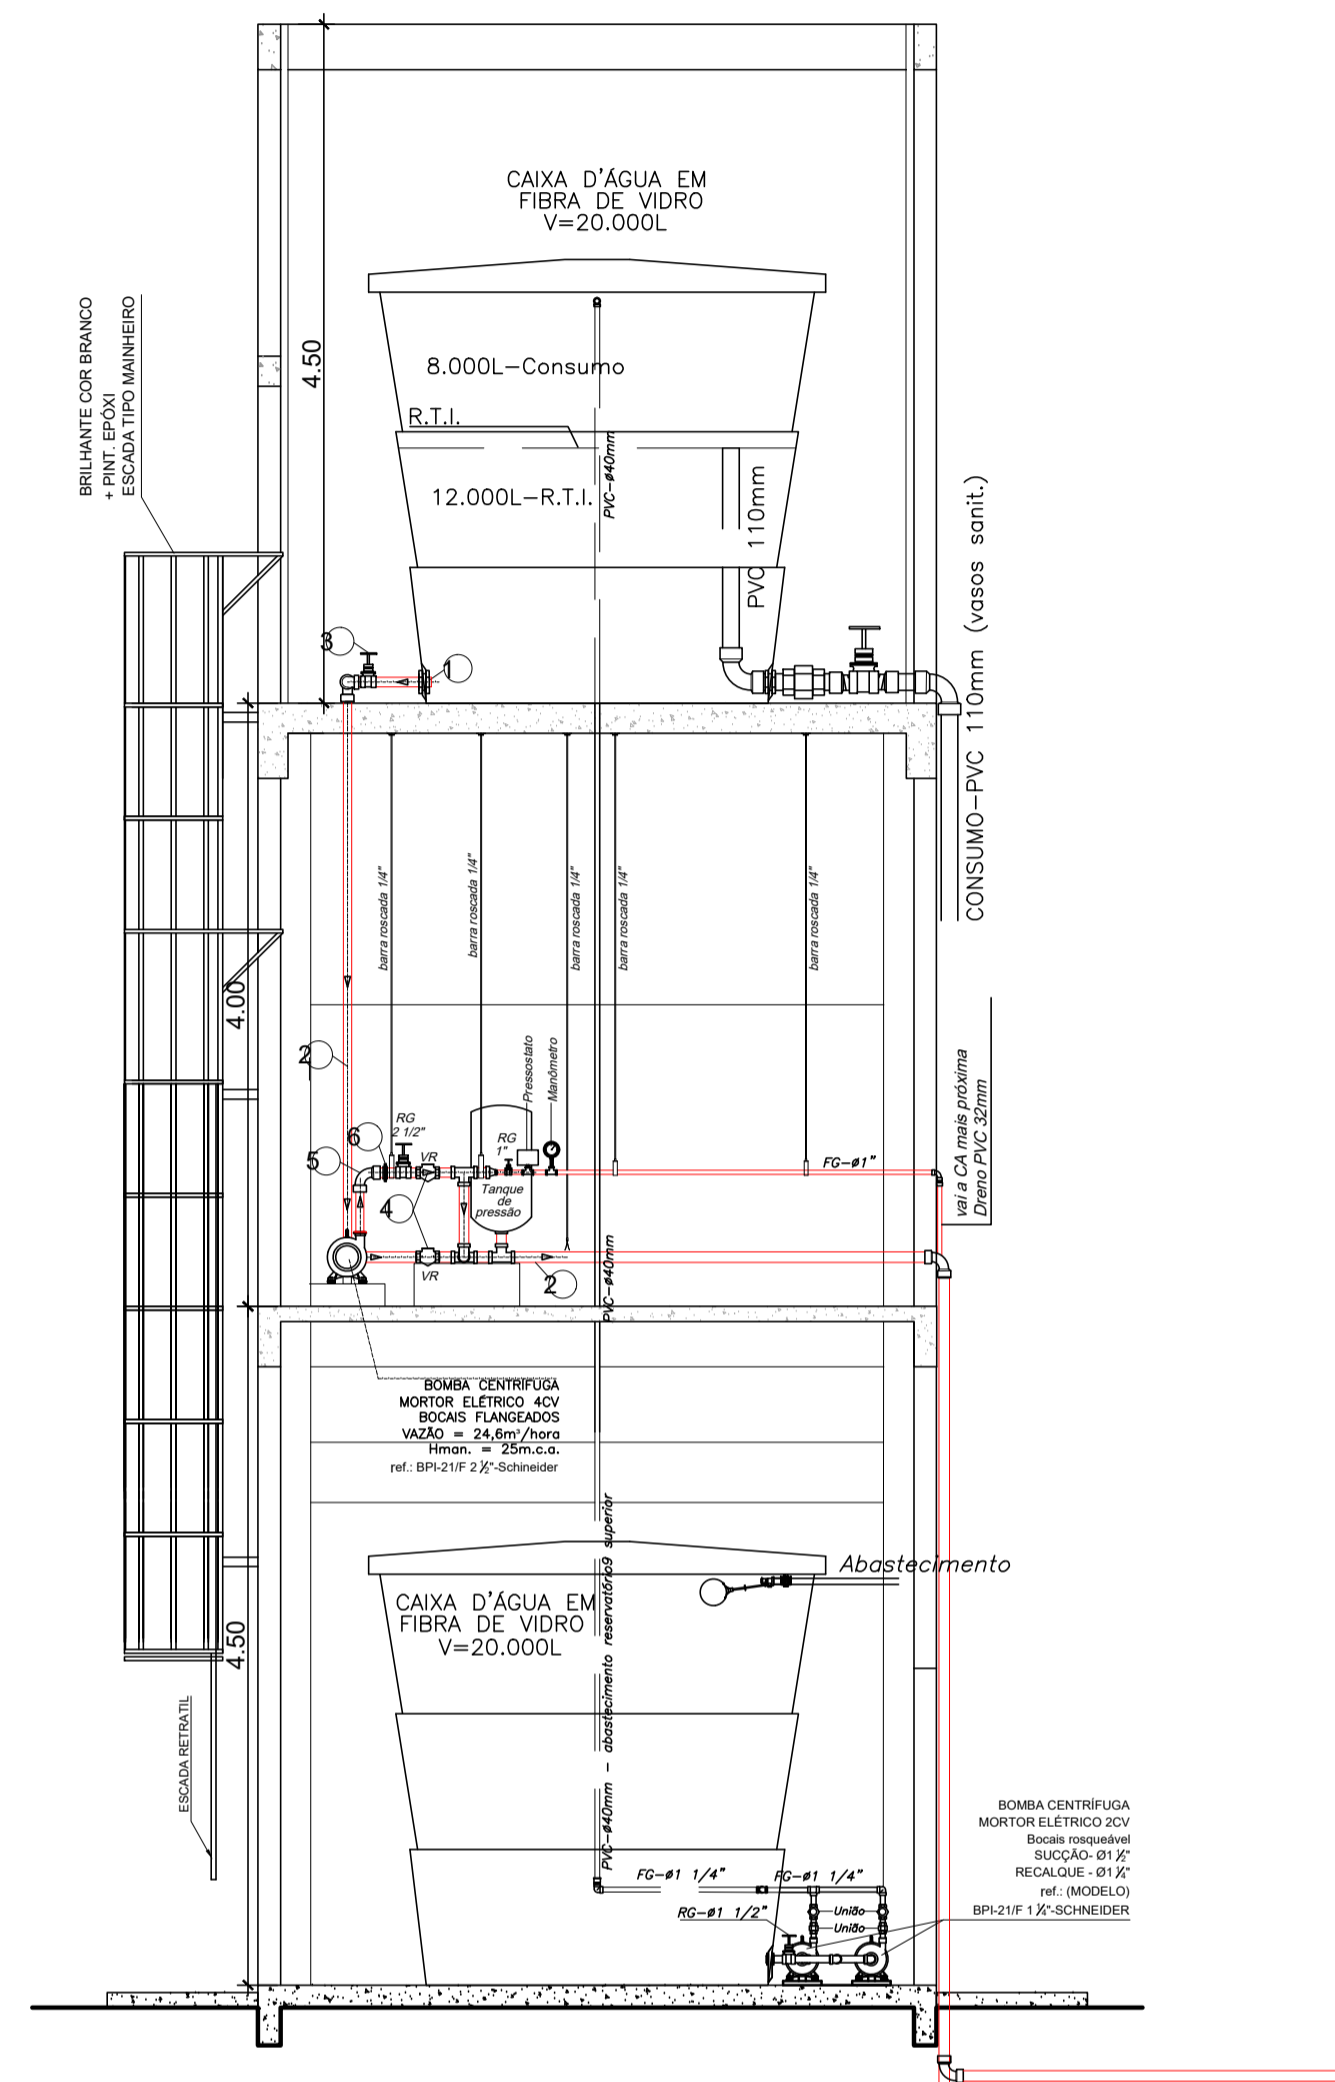 CAIXA D'ÁGUA EM
FIBRA DE VIDRO
V=20.000L
BRILHANTE COR BRANCO
+ PINT. EPÓXI
ESCADA TIPO MAINHEIRO
4.50
8.000L-Consumo
R.T.I.
12.000L-R.T.I.
PVC-ø40mm
PVC 110mm
CONSUMO-PVC 110mm (vasos sanit.)
3
1
barra roscada 1/4"
barra roscada 1/4"
barra roscada 1/4"
barra roscada 1/4"
barra roscada 1/4"
4.00
2
vai a CA mais próxima
Dreno PVC 32mm
Pressostato
Manômetro
RG
2 1/2"
6
5
VR
RG
1"
FG-ø1"
Tanque
de
pressão
4
VR
2
PVC-ø40mm
BOMBA CENTRÍFUGA
MORTOR ELÉTRICO 4CV
BOCAIS FLANGEADOS
VAZÃO = 24,6m³/hora
Hman. = 25m.c.a.
ref.: BPI-21/F 2 ½"-Schineider
PVC-ø40mm - abastecimento reservatório9 superior
Abastecimento
CAIXA D'ÁGUA EM
FIBRA DE VIDRO
V=20.000L
4.50
ESCADA RETRATIL
BOMBA CENTRÍFUGA
MORTOR ELÉTRICO 2CV
Bocais rosqueável
SUCÇÃO- Ø1 ½"
RECALQUE - Ø1 ¼"
ref.: (MODELO)
BPI-21/F 1 ¼"-SCHNEIDER
FG-ø1 1/4"
FG-ø1 1/4"
RG-ø1 1/2"
União
União